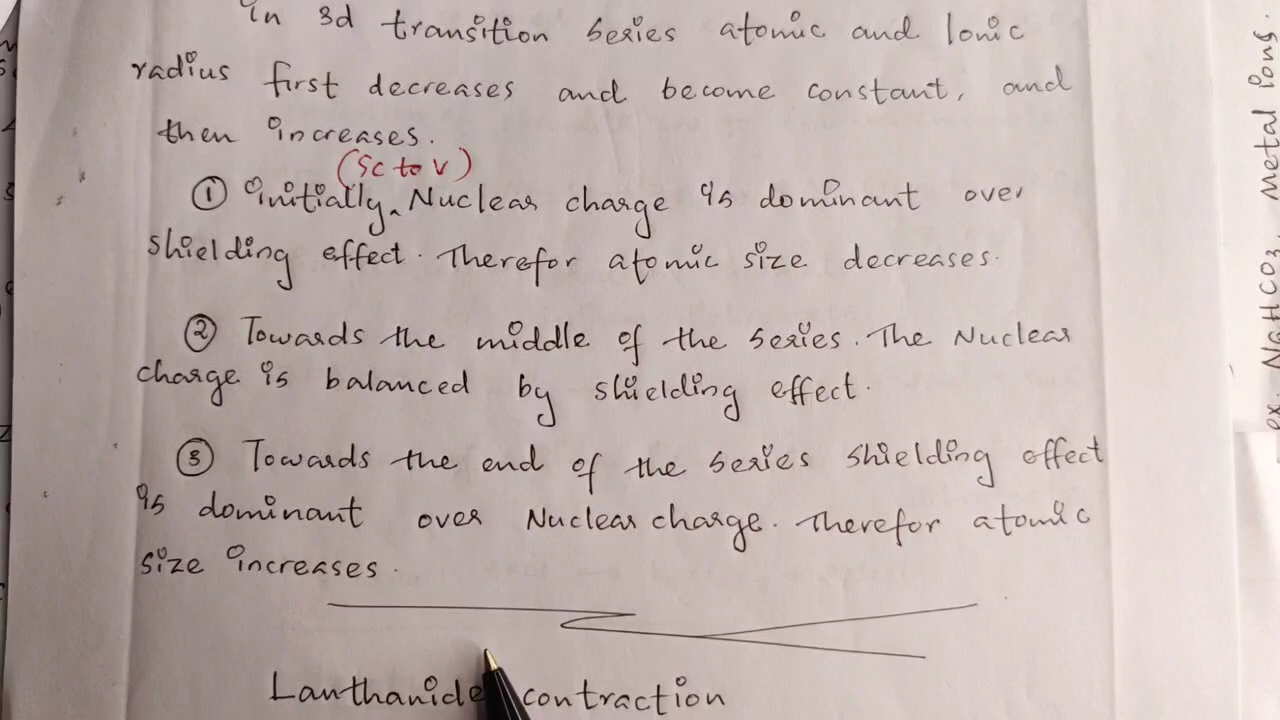 in 3d transition series atomic and Ionic
radius first decreases and become constant, and
then increases.
(Sc to V)
① initially ‸ Nuclear charge is dominant over
shielding effect. Therefor atomic size decreases.
② Towards the middle of the series. The Nuclear
charge is balanced by shielding effect.
③ Towards the end of the series shielding effect
is dominant over Nuclear charge. Therefor atomic
size increases.
Lanthanide contraction
ex. NaHCO3, Metal ions.